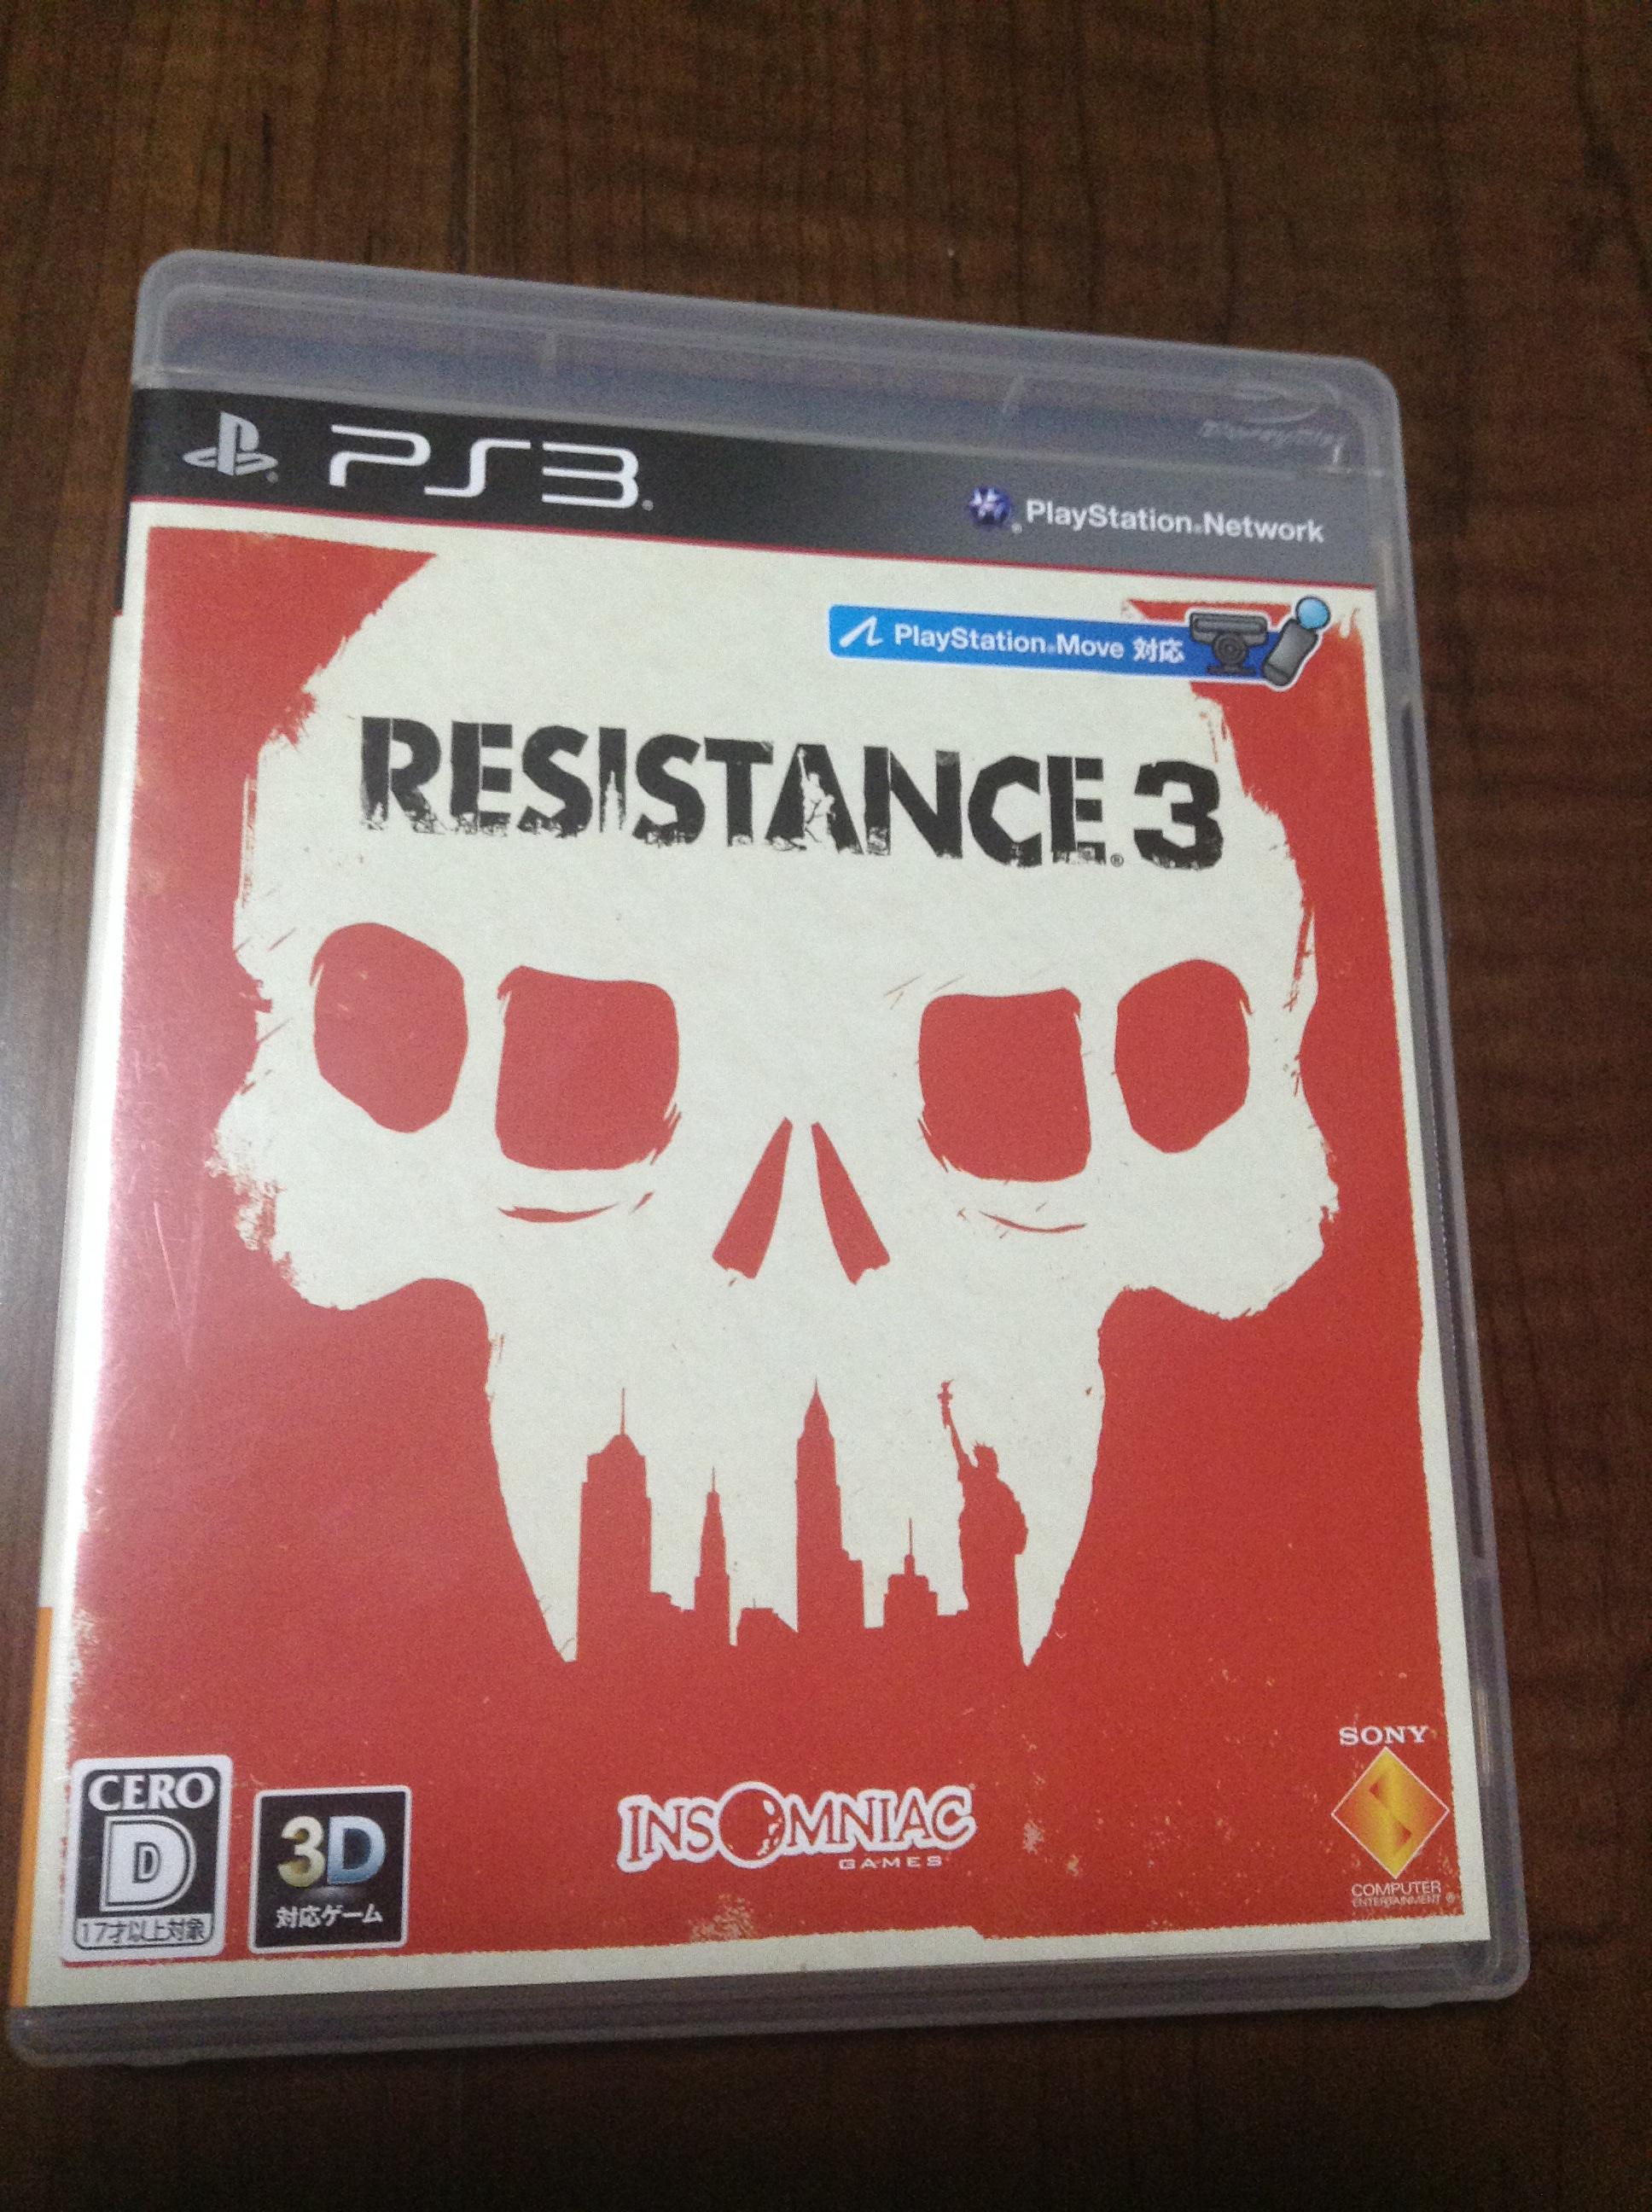 PS3
PlayStation®Network
PlayStation®Move 対応
RESISTANCE® 3
CERO
D
17才以上対象
3D
対応ゲーム
INSOMNIAC
GAMES
SONY
COMPUTER
ENTERTAINMENT®